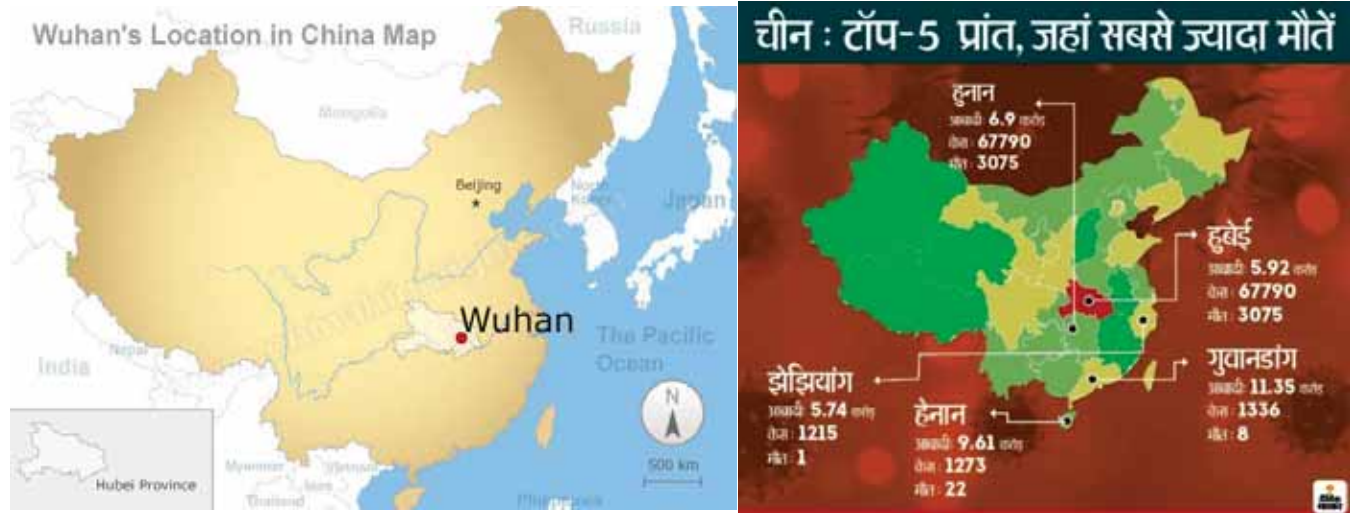 Wuhan's Location in China Map
Russia
Mongolia
Beijing
North
Korea
Japan
Wuhan
The Pacific
Ocean
India
Nepal
N
500 km
Hubei Province
Myanmar
Vietnam
Laos
Thailand
Philippines
चीन : टॉप-5 प्रांत, जहां सबसे ज्यादा मौतें
हुनान
आबादी: 6.9 करोड़
केस : 67790
मौत : 3075
हुबेई
आबादी: 5.92 करोड़
केस : 67790
मौत : 3075
गुवानडांग
आबादी: 11.35 करोड़
केस : 1336
मौत : 8
झेझियांग
आबादी: 5.74 करोड़
केस : 1215
मौत : 1
हेनान
आबादी: 9.61 करोड़
केस : 1273
मौत : 22